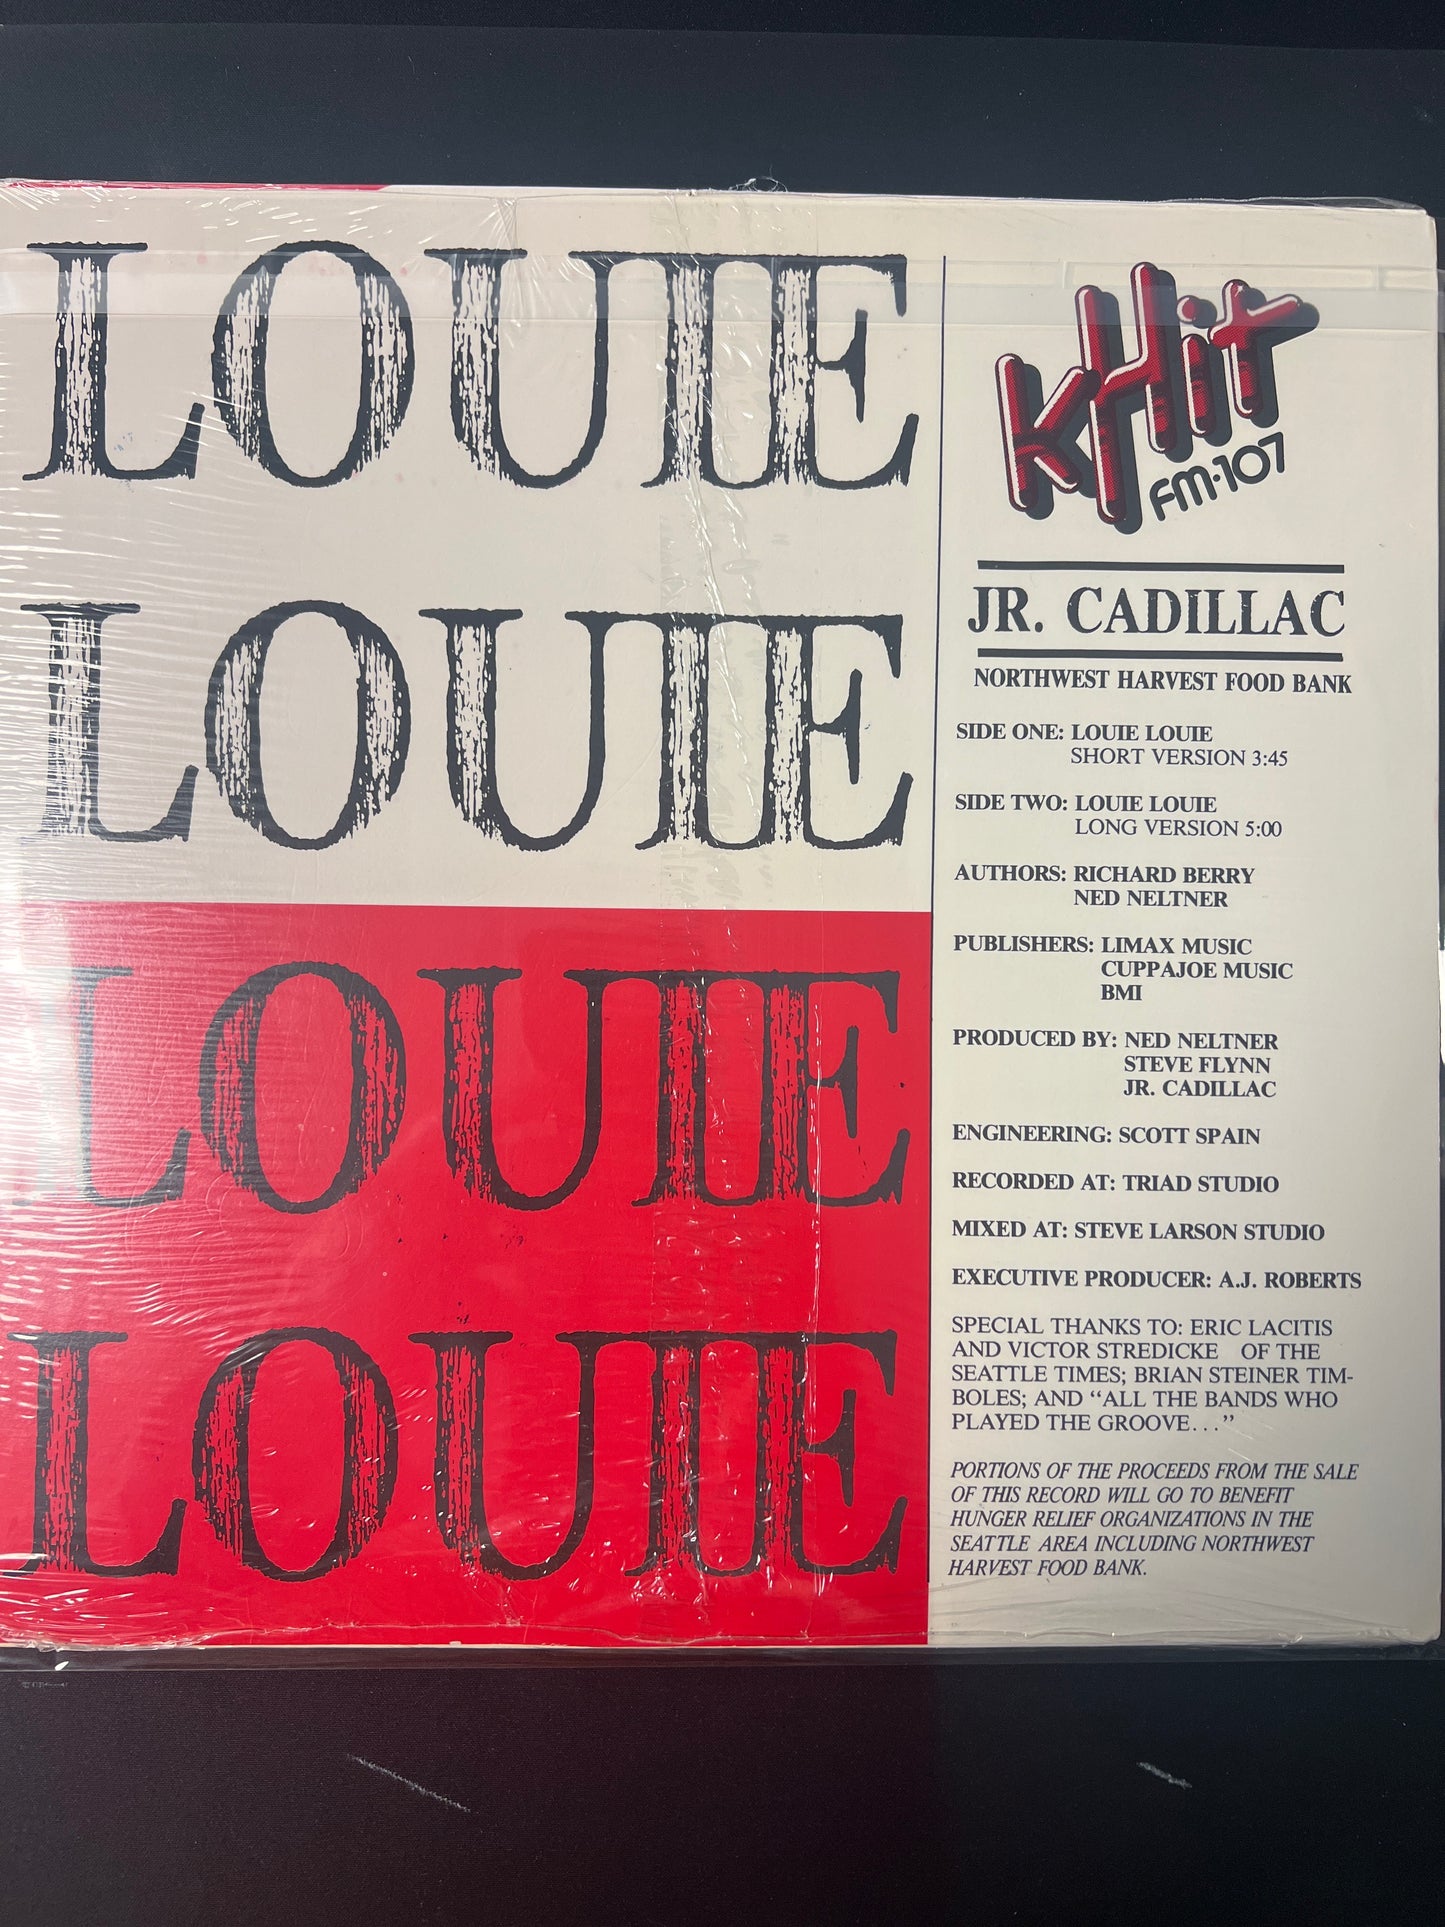 LOUIE
LOUIE
LOUIE
LOUIE
KHit
FM·107
JR. CADILLAC
NORTHWEST HARVEST FOOD BANK
SIDE ONE: LOUIE LOUIE
SHORT VERSION 3:45
SIDE TWO: LOUIE LOUIE
LONG VERSION 5:00
AUTHORS: RICHARD BERRY
NED NELTNER
PUBLISHERS: LIMAX MUSIC
CUPPAJOE MUSIC
BMI
PRODUCED BY: NED NELTNER
STEVE FLYNN
JR. CADILLAC
ENGINEERING: SCOTT SPAIN
RECORDED AT: TRIAD STUDIO
MIXED AT: STEVE LARSON STUDIO
EXECUTIVE PRODUCER: A.J. ROBERTS
SPECIAL THANKS TO: ERIC LACITIS
AND VICTOR STREDICKE OF THE
SEATTLE TIMES; BRIAN STEINER TIM-
BOLES; AND “ALL THE BANDS WHO
PLAYED THE GROOVE...”
PORTIONS OF THE PROCEEDS FROM THE SALE
OF THIS RECORD WILL GO TO BENEFIT
HUNGER RELIEF ORGANIZATIONS IN THE
SEATTLE AREA INCLUDING NORTHWEST
HARVEST FOOD BANK.